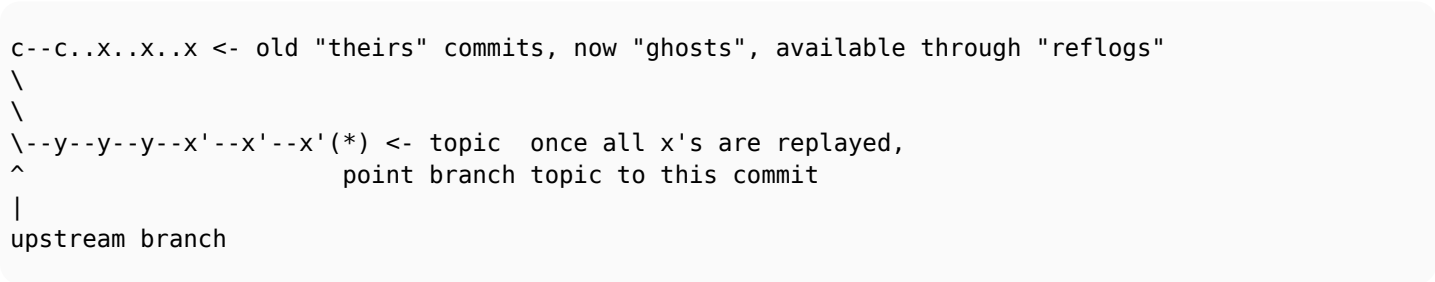 c--c..x..x..x <- old "theirs" commits, now "ghosts", available through "reflogs"
\
\
\--y--y--y--x'--x'--x'(*) <- topic  once all x's are replayed,
^                      point branch topic to this commit
|
upstream branch